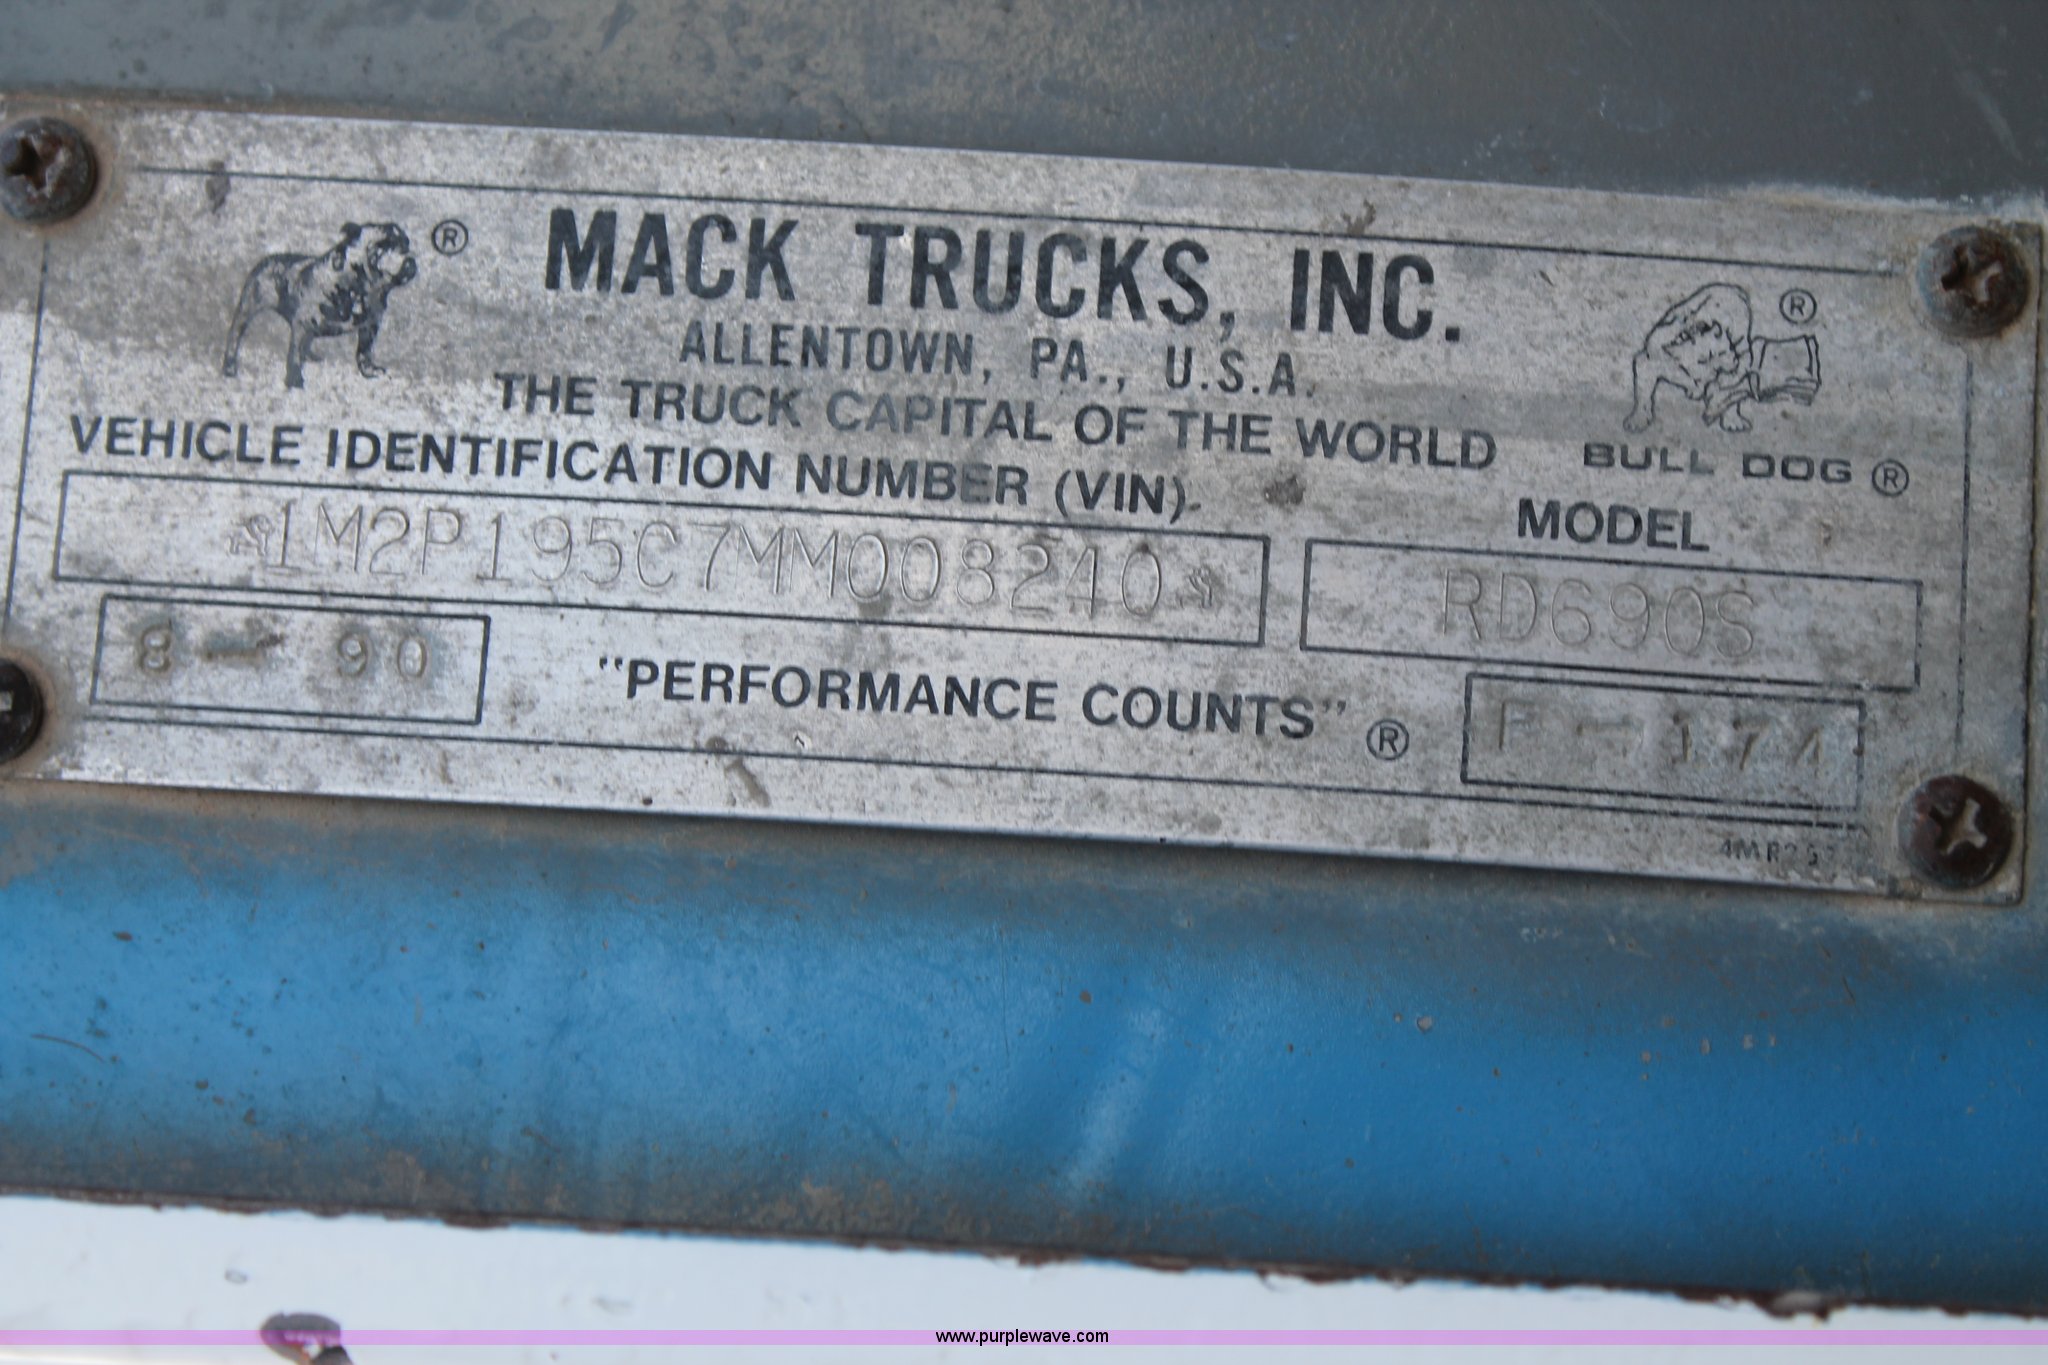 ® MACK TRUCKS, INC. ®
ALLENTOWN, PA., U.S.A.
THE TRUCK CAPITAL OF THE WORLD
BULL DOG ®
VEHICLE IDENTIFICATION NUMBER (VIN)
MODEL
1M2P195C7MM008240
RD690S
8 - 90
"PERFORMANCE COUNTS" ®
F - 174
www.purplewave.com